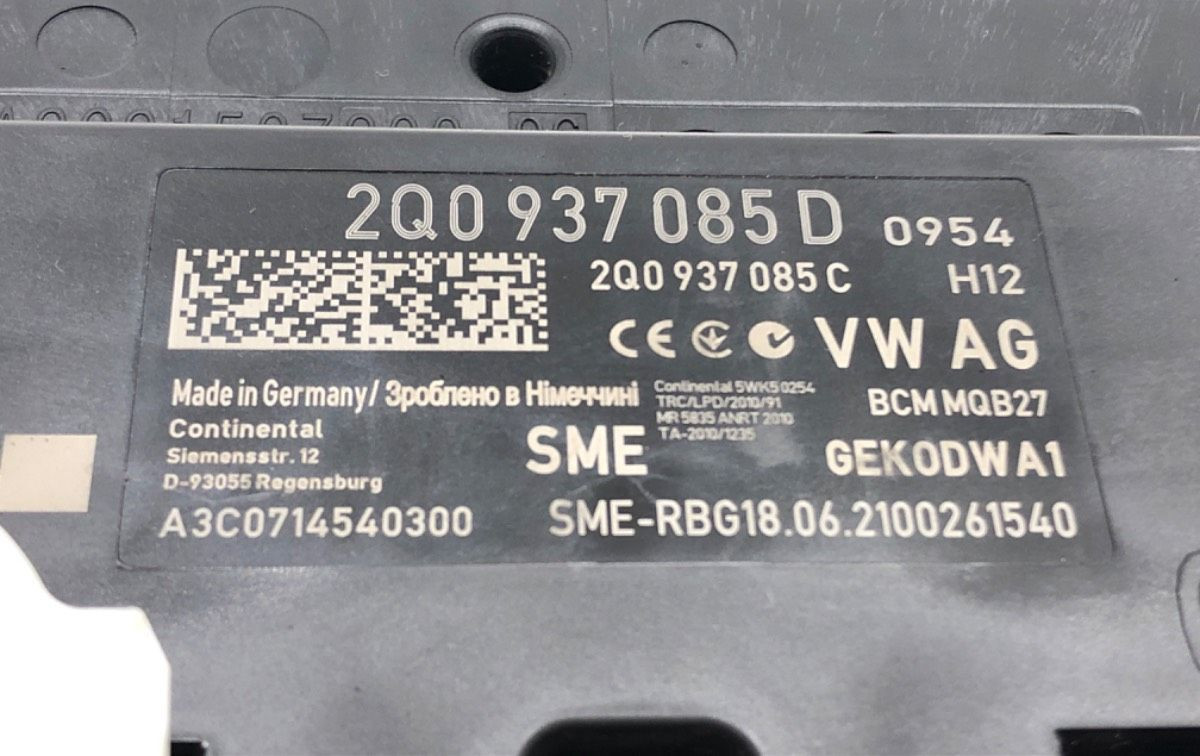 2Q0 937 085 D 0954
2Q0 937 085 C H12
CE VW AG
Made in Germany/ Зроблено в Німеччині
Continental 5WK5 0254
TRC/LPD/2010/91
MR 5835 ANRT 2010
TA-2010/1235
BCM MQB27
Continental
Siemensstr. 12
D-93055 Regensburg
SME
GEKODWA1
A3C0714540300
SME-RBG18.06.2100261540